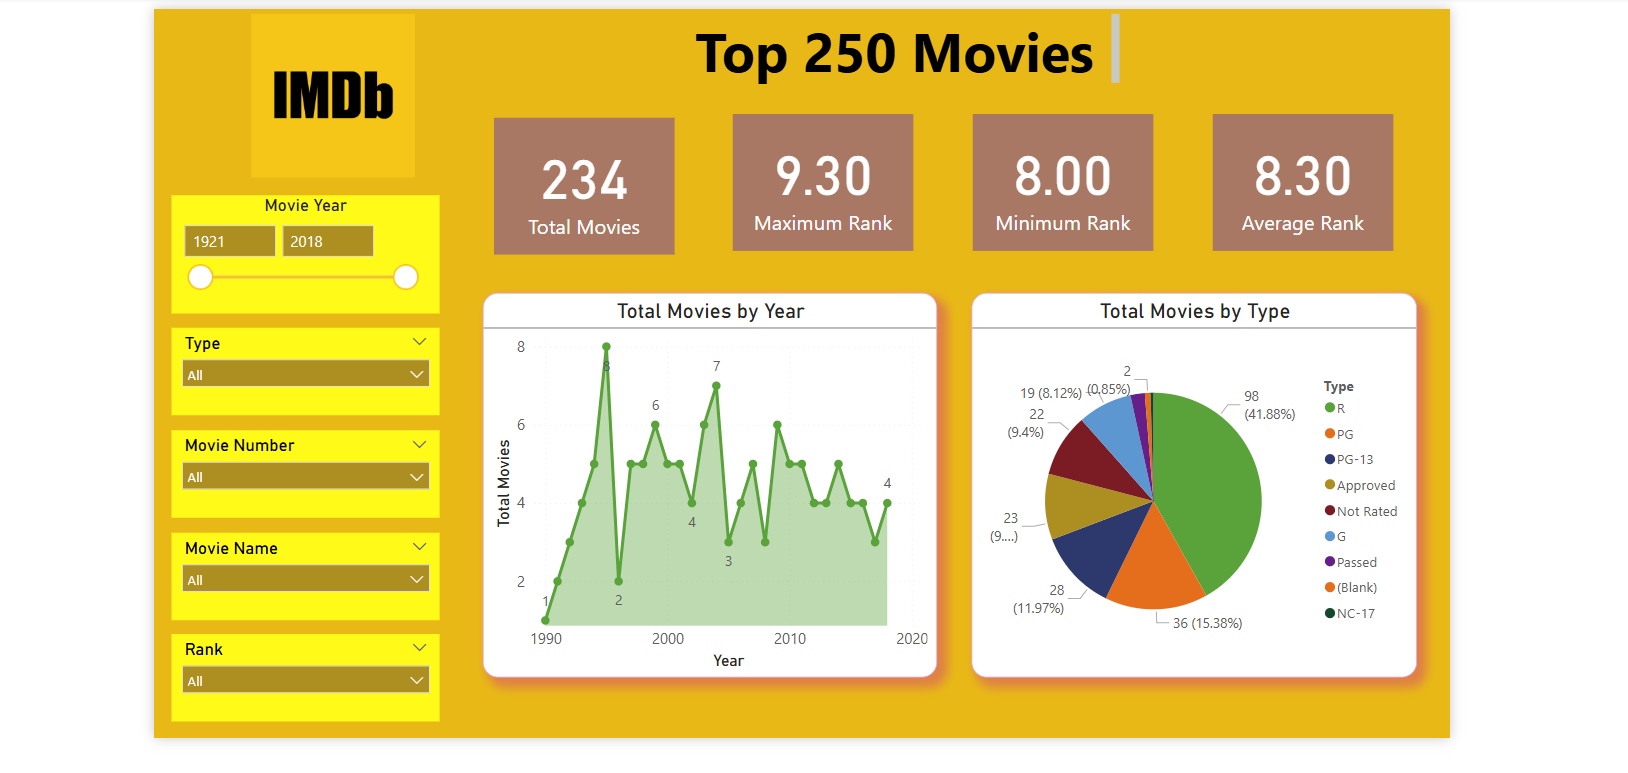 IMDb
Top 250 Movies
234
Total Movies
9.30
Maximum Rank
8.00
Minimum Rank
8.30
Average Rank
Movie Year
1921
2018
Type
All
Movie Number
All
Movie Name
All
Rank
All
Total Movies by Year
Total Movies
8
6
4
2
1
8
2
6
4
7
3
4
1990
2000
2010
2020
Year
Total Movies by Type
2
(0.85%)
19 (8.12%)
22
(9.4%)
23
(9....)
28
(11.97%)
36 (15.38%)
98
(41.88%)
Type
R
PG
PG-13
Approved
Not Rated
G
Passed
(Blank)
NC-17